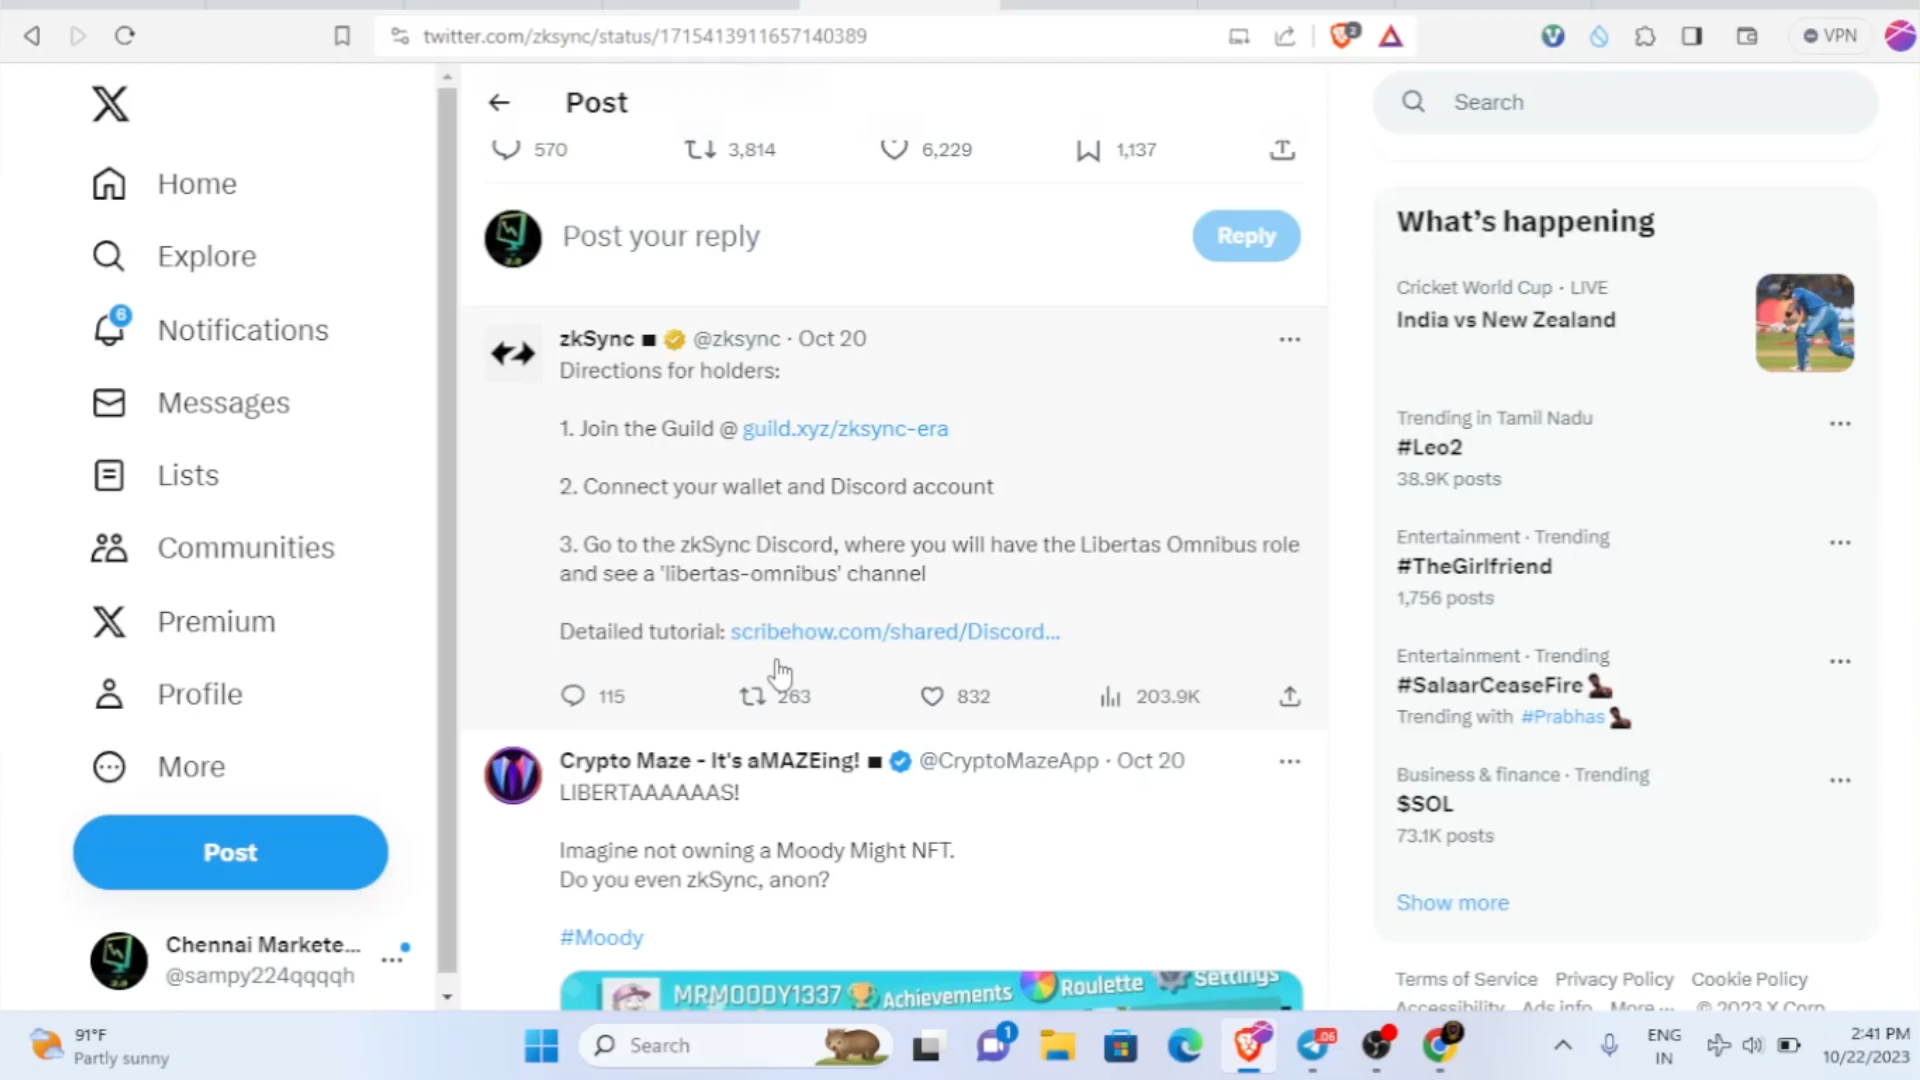 twitter.com/zksync/status/1715413911657140389
2
VPN
Post
Search
570
3,814
6,229
1,137
Home
Explore
6
Notifications
Messages
Lists
Communities
Premium
Profile
More
Post
Chennai Markete...
@sampy224qqqqh
Post your reply
Reply
zkSync @zksync · Oct 20
Directions for holders:
1. Join the Guild @ guild.xyz/zksync-era
2. Connect your wallet and Discord account
3. Go to the zkSync Discord, where you will have the Libertas Omnibus role
and see a 'libertas-omnibus' channel
Detailed tutorial: scribehow.com/shared/Discord...
115
263
832
203.9K
Crypto Maze - It's aMAZEing! @CryptoMazeApp · Oct 20
LIBERTAAAAAAS!
Imagine not owning a Moody Might NFT.
Do you even zkSync, anon?
#Moody
MRMOODY1337
Achievements
Roulette
Settings
What's happening
Cricket World Cup · LIVE
India vs New Zealand
Trending in Tamil Nadu
#Leo2
38.9K posts
Entertainment · Trending
#TheGirlfriend
1,756 posts
Entertainment · Trending
#SalaarCeaseFire
Trending with #Prabhas
Business & finance · Trending
$SOL
73.1K posts
Show more
Terms of Service Privacy Policy Cookie Policy
Accessibility Ads info More ... © 2023 X Corp.
91°F
Partly sunny
Search
1
.06
ENG
IN
2:41 PM
10/22/2023